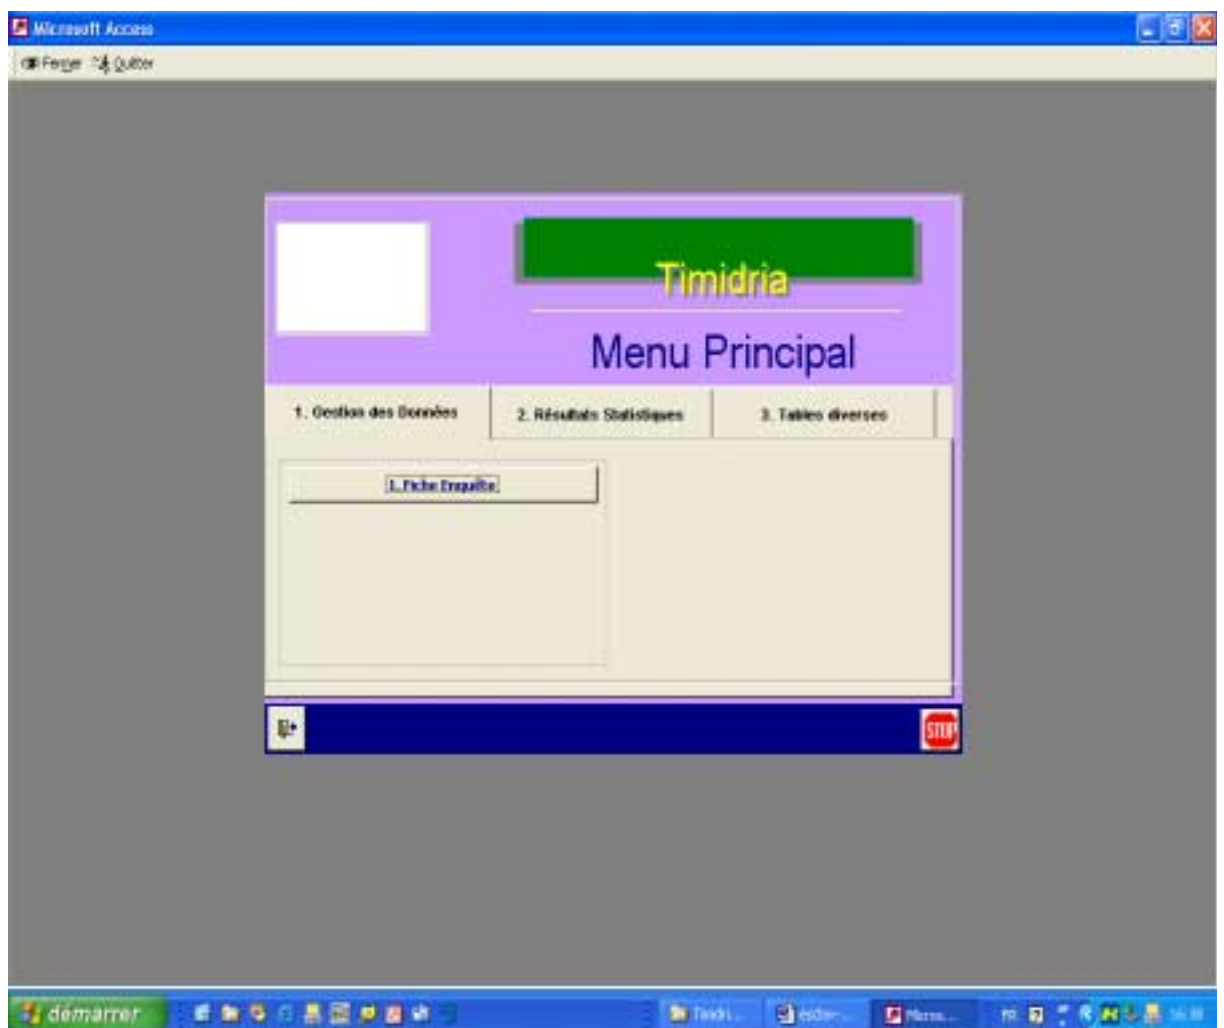 Microsoft Access
Fermer Quitter
Timidria
Menu Principal
1. Gestion des Données
2. Résultats Statistiques
3. Tables diverses
1. Fiche Enquête
STOP
démarrer